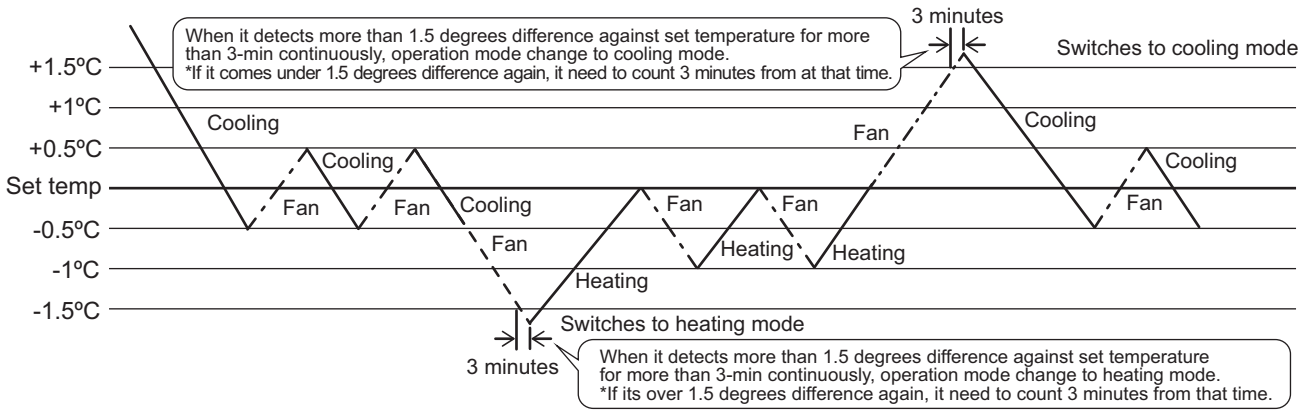 3 minutes
When it detects more than 1.5 degrees difference against set temperature for more
than 3-min continuously, operation mode change to cooling mode.
*If it comes under 1.5 degrees difference again, it need to count 3 minutes from at that time.
Switches to cooling mode
+1.5ºC
+1ºC
Cooling
Fan
Cooling
+0.5ºC
Cooling
Cooling
Set temp
Fan
Fan
Cooling
Fan
Fan
Fan
-0.5ºC
Fan
Heating
Heating
-1ºC
Heating
-1.5ºC
Switches to heating mode
3 minutes
When it detects more than 1.5 degrees difference against set temperature
for more than 3-min continuously, operation mode change to heating mode.
*If its over 1.5 degrees difference again, it need to count 3 minutes from that time.